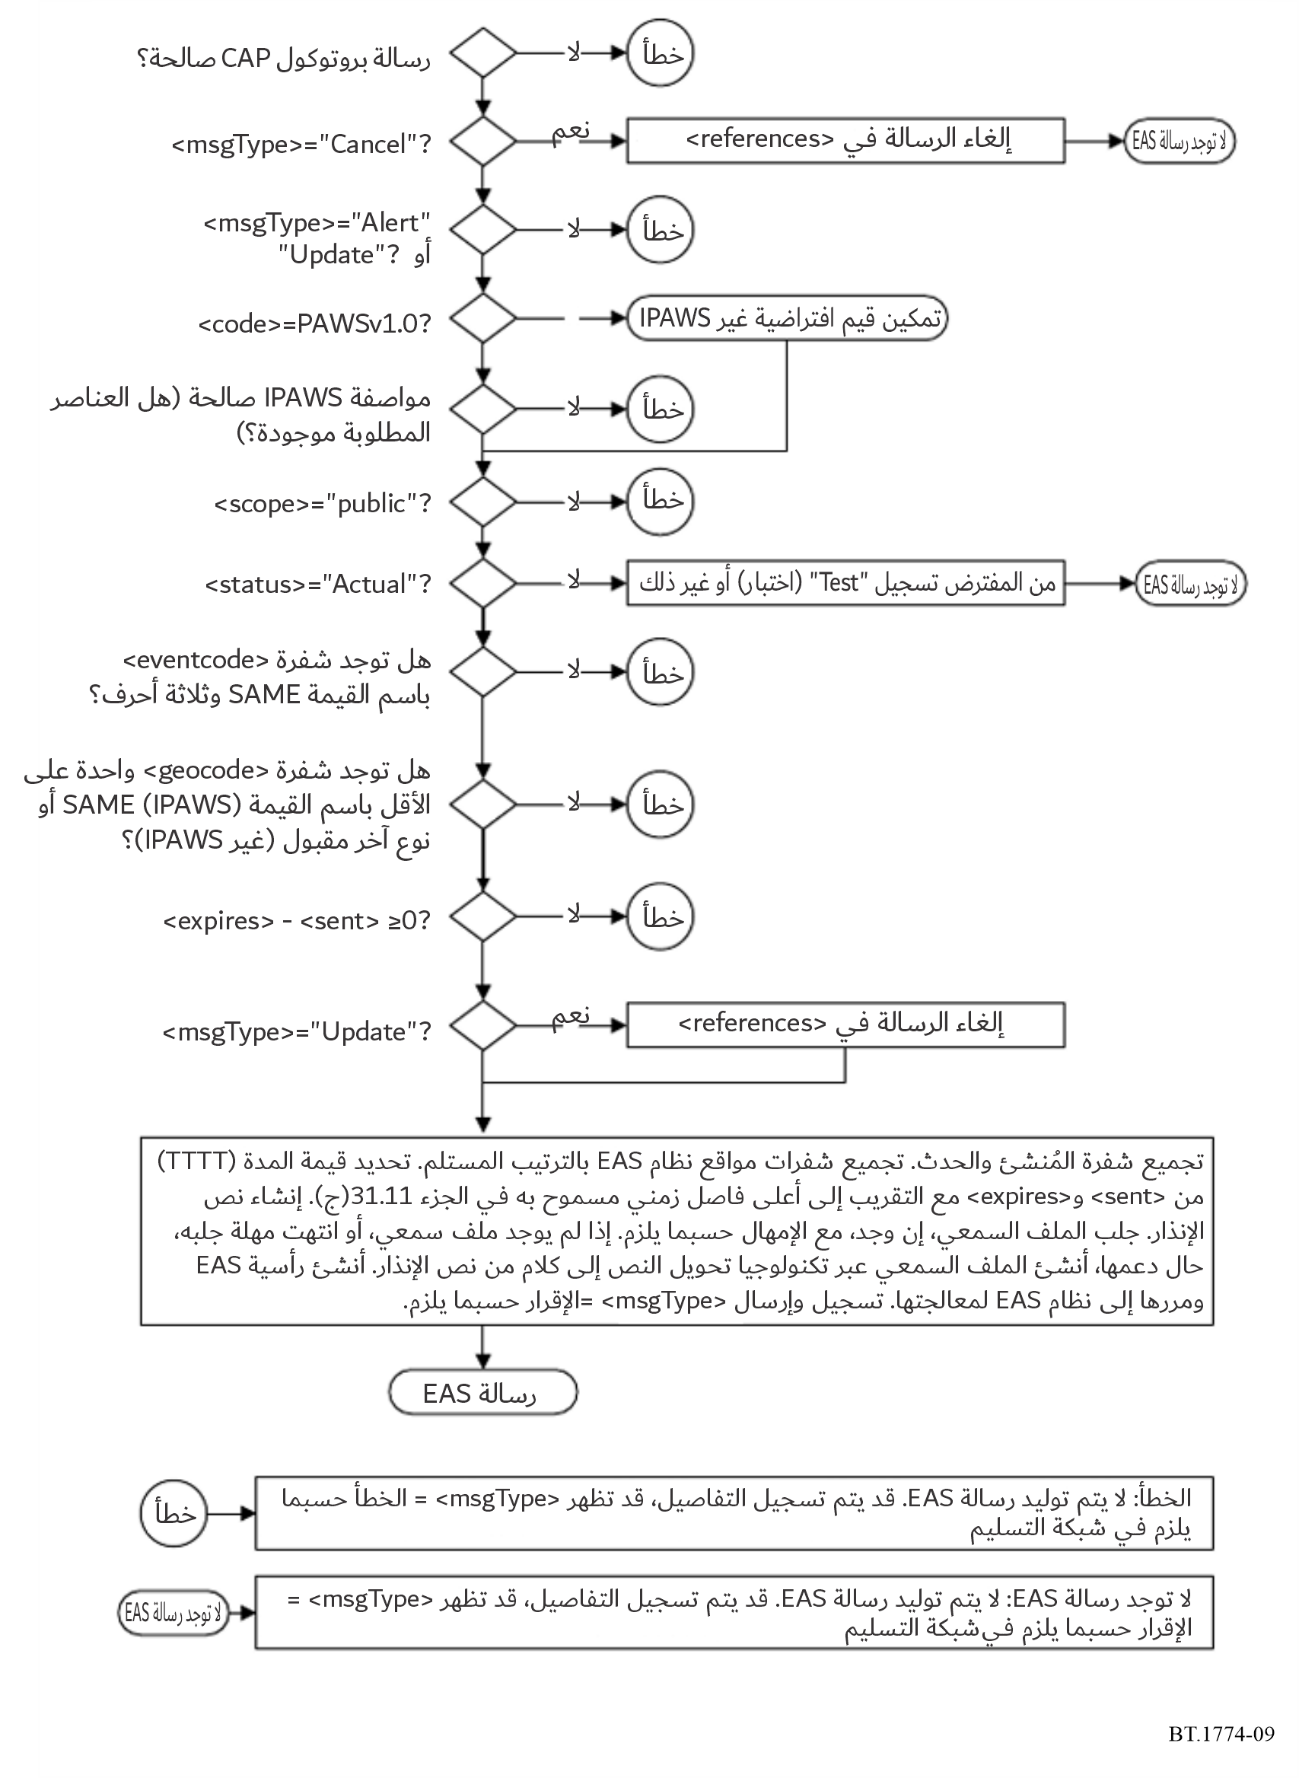 رسالة بروتوكول CAP صالحة؟
لا
خطأ
<msgType>="Cancel"?
نعم
إلغاء الرسالة في <references>
لا توجد رسالة EAS
<msgType>="Alert"
أو "Update"?
لا
خطأ
<code>=PAWSv1.0?
تمكين قيم افتراضية غير IPAWS
مواصفة IPAWS صالحة (هل العناصر
المطلوبة موجودة؟)
لا
خطأ
<scope>="public"?
لا
خطأ
<status>="Actual"?
لا
من المفترض تسجيل "Test" (اختبار) أو غير ذلك
لا توجد رسالة EAS
هل توجد شفرة <eventcode>
باسم القيمة SAME وثلاثة أحرف؟
لا
خطأ
هل توجد شفرة <geocode> واحدة على
الأقل باسم القيمة SAME (IPAWS) أو
نوع آخر مقبول (غير IPAWS)؟
لا
خطأ
<expires> - <sent> ≥0?
لا
خطأ
<msgType>="Update"?
نعم
إلغاء الرسالة في <references>
تجميع شفرة المُنشئ والحدث. تجميع شفرات مواقع نظام EAS بالترتيب المستلم. تحديد قيمة المدة (TTTT)
من <sent> و<expires> مع التقريب إلى أعلى فاصل زمني مسموح به في الجزء 31.11(ج). إنشاء نص
الإنذار. جلب الملف السمعي، إن وجد، مع الإمهال حسبما يلزم. إذا لم يوجد ملف سمعي، أو انتهت مهلة جلبه،
حال دعمها، أنشئ الملف السمعي عبر تكنولوجيا تحويل النص إلى كلام من نص الإنذار. أنشئ رأسية EAS
ومررها إلى نظام EAS لمعالجتها. تسجيل وإرسال <msgType> =الإقرار حسبما يلزم.
رسالة EAS
خطأ
الخطأ: لا يتم توليد رسالة EAS. قد يتم تسجيل التفاصيل، قد تظهر <msgType> = الخطأ حسبما
يلزم في شبكة التسليم
لا توجد رسالة EAS
لا توجد رسالة EAS: لا يتم توليد رسالة EAS. قد يتم تسجيل التفاصيل، قد تظهر <msgType> =
الإقرار حسبما يلزم في شبكة التسليم
BT.1774-09